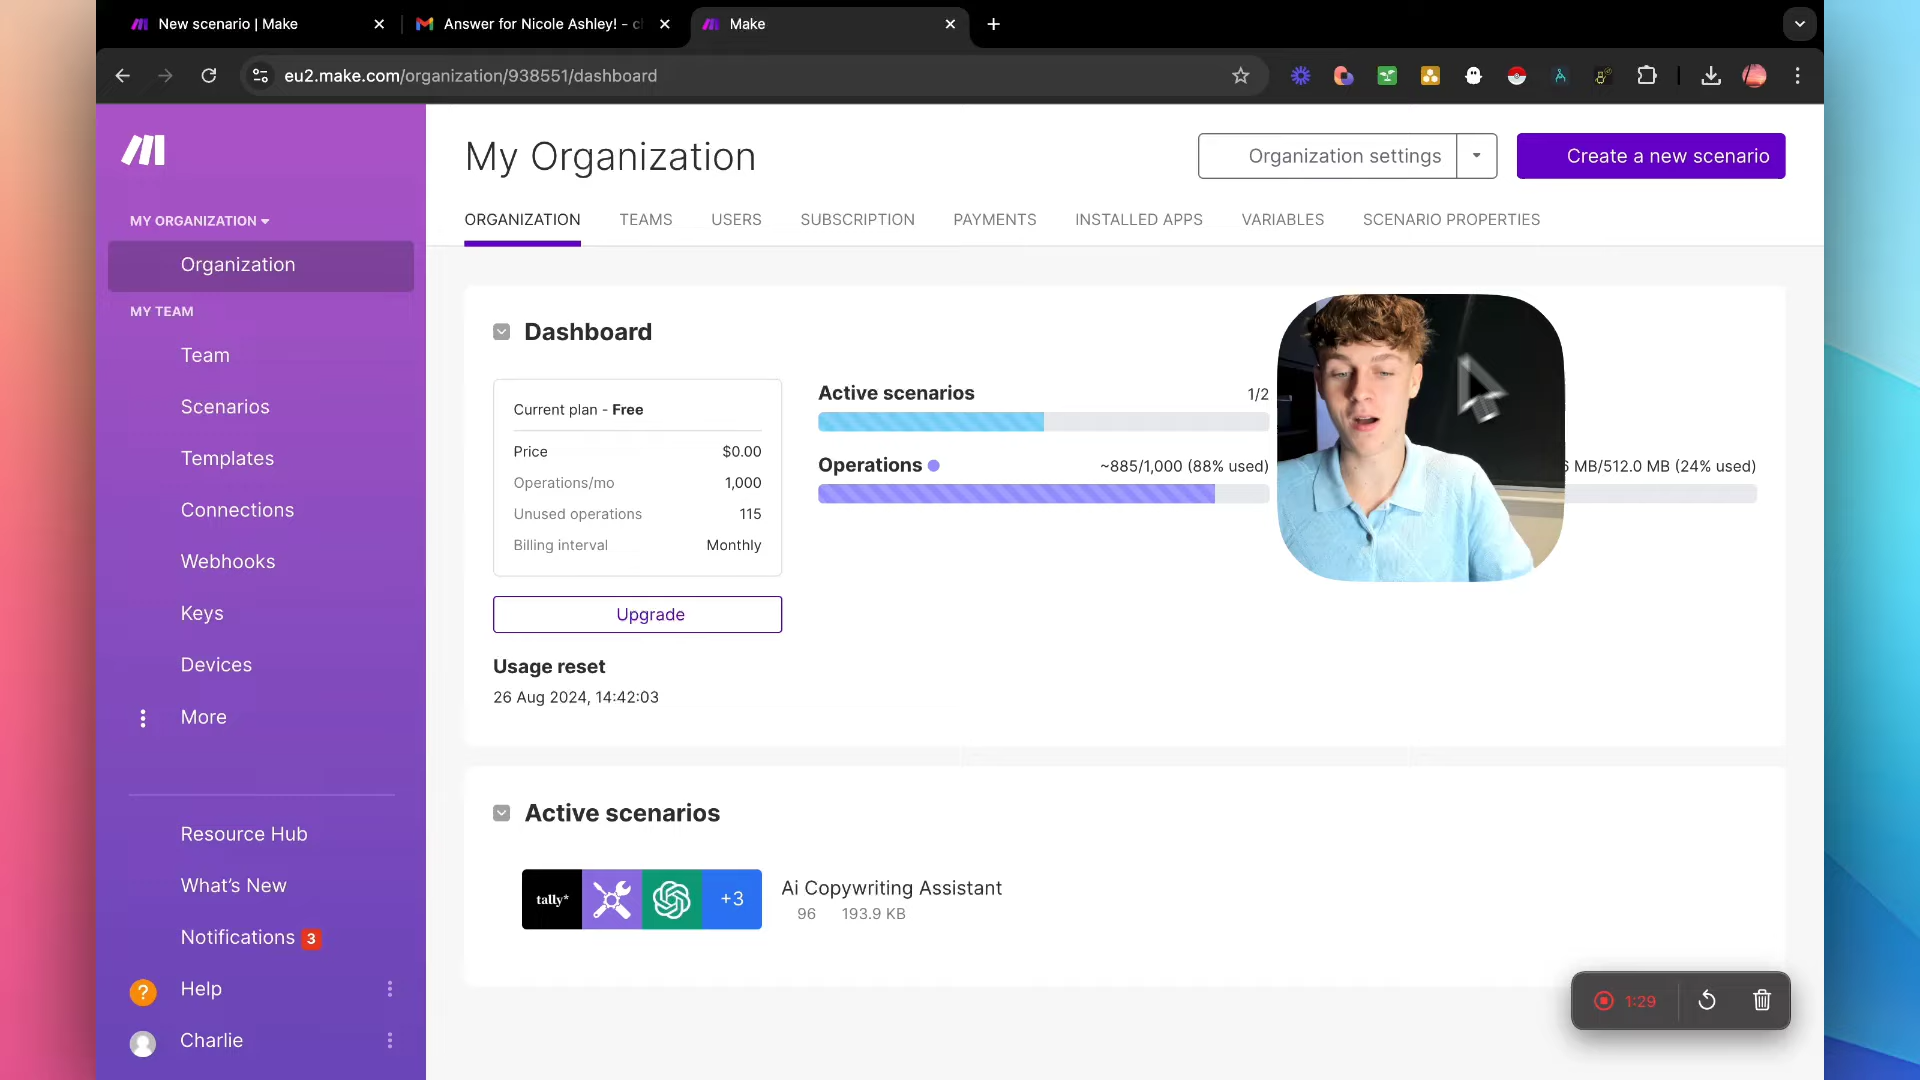 New scenario | Make
Answer for Nicole Ashley! -
Make
eu2.make.com/organization/938551/dashboard
My Organization
Organization settings
Create a new scenario
MY ORGANIZATION
ORGANIZATION
TEAMS
USERS
SUBSCRIPTION
PAYMENTS
INSTALLED APPS
VARIABLES
SCENARIO PROPERTIES
Organization
MY TEAM
Team
Scenarios
Templates
Connections
Webhooks
Keys
Devices
More
Resource Hub
What's New
Notifications 3
? Help
Charlie
Dashboard
Current plan - Free
Price $0.00
Operations/mo 1,000
Unused operations 115
Billing interval Monthly
Upgrade
Usage reset
26 Aug 2024, 14:42:03
Active scenarios 1/2
Operations ~885/1,000 (88% used)
MB/512.0 MB (24% used)
Active scenarios
tally* +3
Ai Copywriting Assistant
96 193.9 KB
1:29